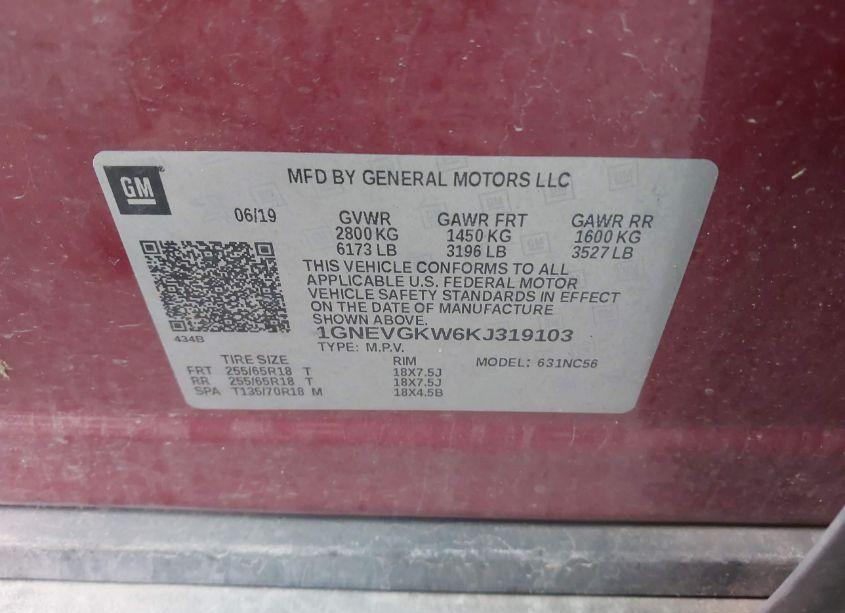 GM
MFD BY GENERAL MOTORS LLC
06/19 GVWR GAWR FRT GAWR RR
2800 KG 1450 KG 1600 KG
6173 LB 3196 LB 3527 LB
THIS VEHICLE CONFORMS TO ALL
APPLICABLE U.S. FEDERAL MOTOR
VEHICLE SAFETY STANDARDS IN EFFECT
ON THE DATE OF MANUFACTURE
SHOWN ABOVE.
434B
1GNEVGKW6KJ319103
TYPE: M.P.V.
MODEL: 631NC56
TIRE SIZE RIM
FRT 255/65R18 T 18X7.5J
RR 255/65R18 T 18X7.5J
SPA T135/70R18 M 18X4.5B